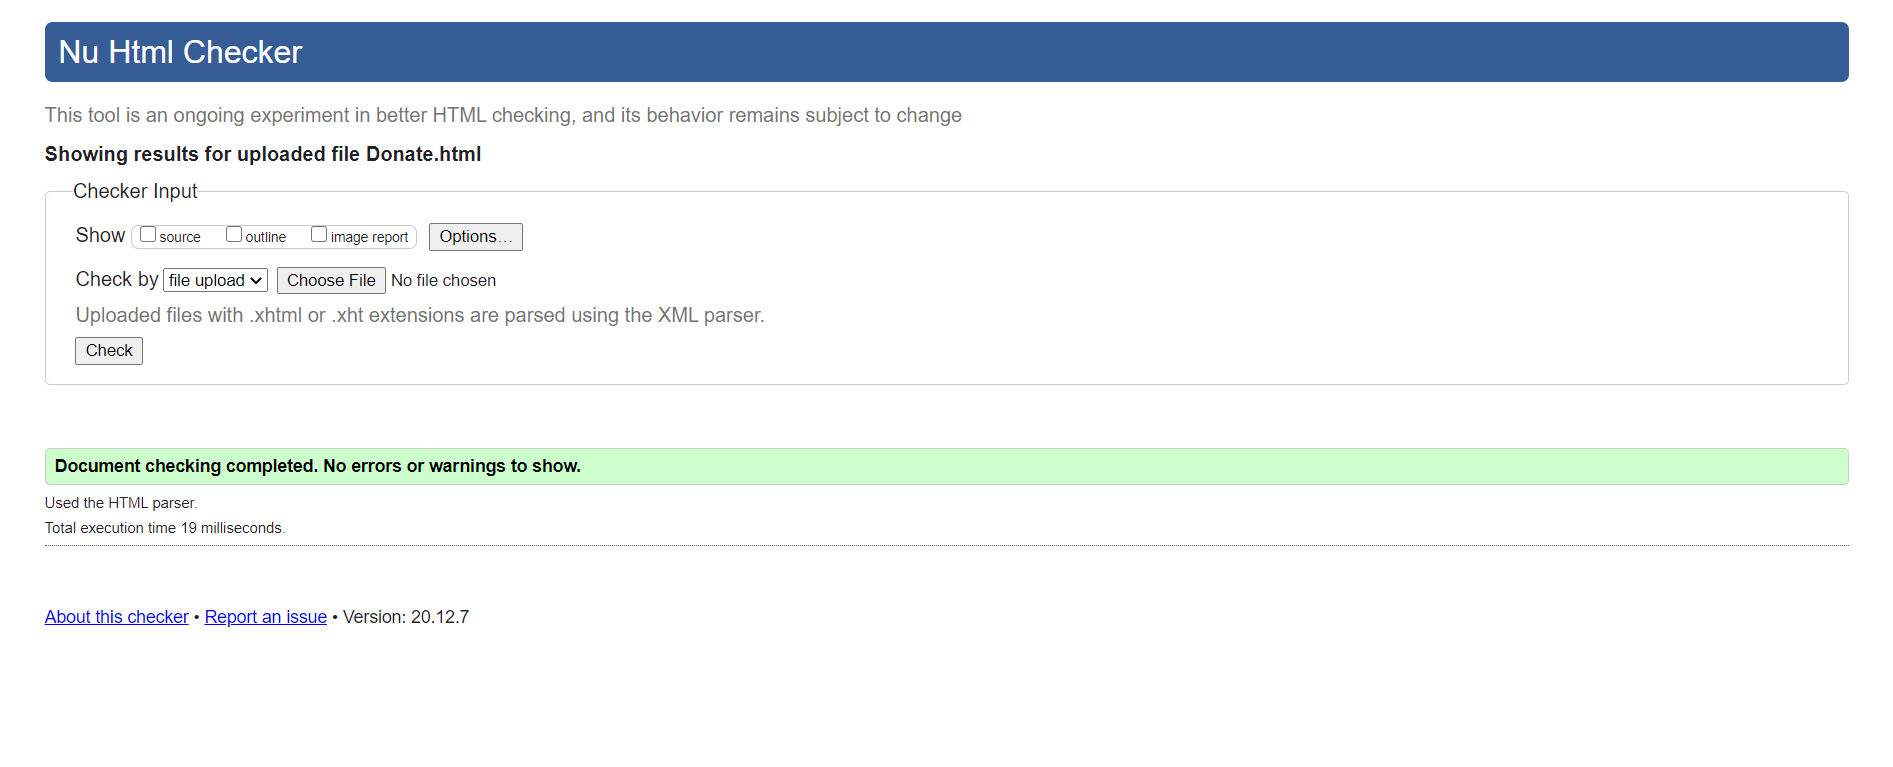 Nu Html Checker
This tool is an ongoing experiment in better HTML checking, and its behavior remains subject to change
Showing results for uploaded file Donate.html
Checker Input
Show source outline image report Options...
Check by file upload Choose File No file chosen
Uploaded files with .xhtml or .xht extensions are parsed using the XML parser.
Check
Document checking completed. No errors or warnings to show.
Used the HTML parser.
Total execution time 19 milliseconds.
About this checker • Report an issue • Version: 20.12.7